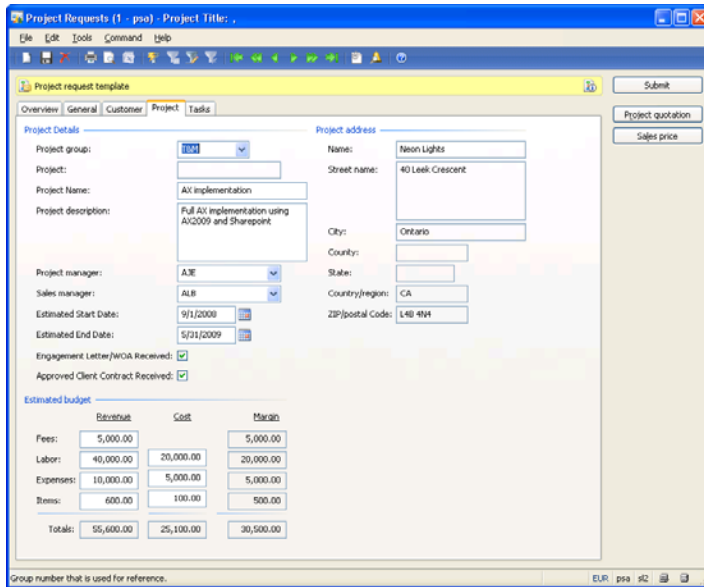 Project Requests (1 - psa) - Project Title: ,
File Edit Tools Command Help
Project request template
Submit
Overview General Customer Project Tasks
Project quotation
Sales price
Project Details
Project address
Project group: T&M
Name: Neon Lights
Project:
Street name: 40 Leek Crescent
Project Name: AX implementation
Project description: Full AX implementation using
AX2009 and Sharepoint
City: Ontario
County:
Project manager: AJE
State:
Sales manager: ALB
Country/region: CA
Estimated Start Date: 9/1/2008
ZIP/postal Code: L4B 4N4
Estimated End Date: 5/31/2009
Engagement Letter/WOA Received:
Approved Client Contract Received:
Estimated budget
Revenue Cost Margin
Fees: 5,000.00 5,000.00
Labor: 40,000.00 20,000.00 20,000.00
Expenses: 10,000.00 5,000.00 5,000.00
Items: 600.00 100.00 500.00
Totals: 55,600.00 25,100.00 30,500.00
Group number that is used for reference.
EUR psa sl2